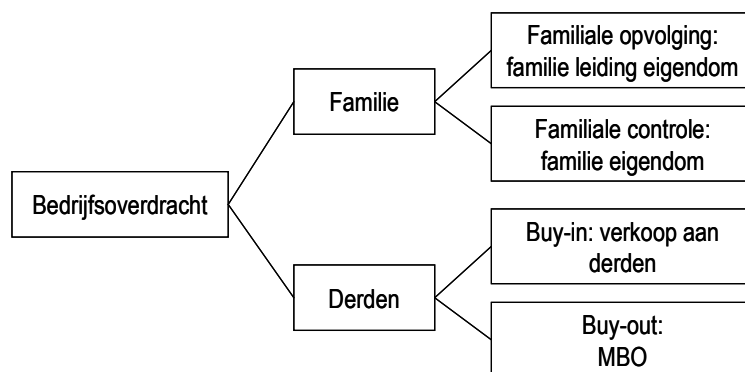 Familiale opvolging:
familie leiding eigendom
Familie
Familiale controle:
familie eigendom
Bedrijfsoverdracht
Buy-in: verkoop aan
derden
Derden
Buy-out:
MBO